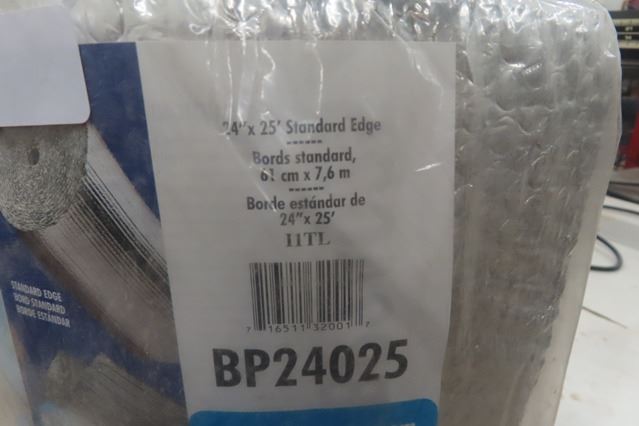 24"x 25' Standard Edge
Bords standard,
61 cm x 7,6 m
Borde estándar de
24"x 25'
11TL
STANDARD EDGE
BORD STANDARD
BORDE ESTÁNDAR
7 16511 32001 7
BP24025